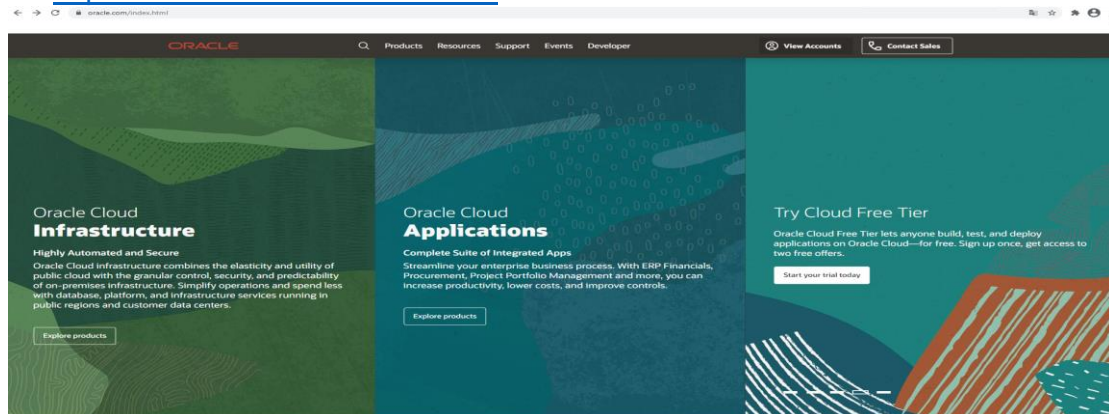 oracle.com/index.html
ORACLE
Products Resources Support Events Developer
View Accounts
Contact Sales
Oracle Cloud
Infrastructure
Highly Automated and Secure
Oracle Cloud infrastructure combines the elasticity and utility of
public cloud with the granular control, security, and predictability
of on-premises infrastructure. Simplify operations and spend less
with database, platform, and infrastructure services running in
public regions and customer data centers.
Explore products
Oracle Cloud
Applications
Complete Suite of Integrated Apps
Streamline your enterprise business process. With ERP Financials,
Procurement, Project Portfolio Management and more, you can
increase productivity, lower costs, and improve controls.
Explore products
Try Cloud Free Tier
Oracle Cloud Free Tier lets anyone build, test, and deploy
applications on Oracle Cloud—for free. Sign up once, get access to
two free offers.
Start your trial today